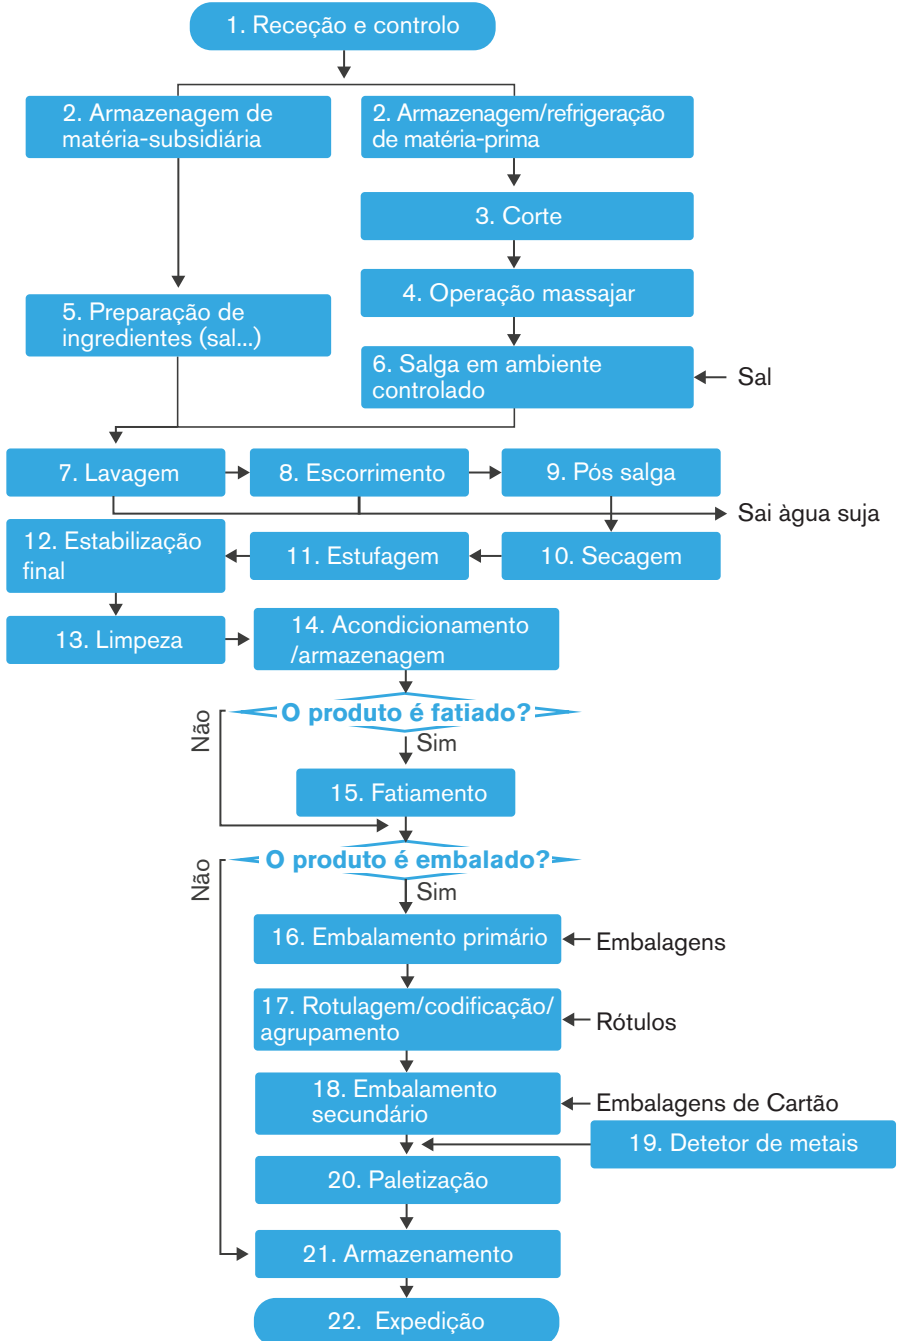 1. Receção e controlo
2. Armazenagem de
matéria-subsidiária
2. Armazenagem/refrigeração
de matéria-prima
3. Corte
4. Operação massajar
5. Preparação de
ingredientes (sal...)
6. Salga em ambiente
controlado
Sal
7. Lavagem
8. Escorrimento
9. Pós salga
Sai àgua suja
12. Estabilização
final
11. Estufagem
10. Secagem
13. Limpeza
14. Acondicionamento
/armazenagem
O produto é fatiado?
Não
Sim
15. Fatiamento
O produto é embalado?
Não
Sim
16. Embalamento primário
Embalagens
17. Rotulagem/codificação/
agrupamento
Rótulos
18. Embalamento
secundário
Embalagens de Cartão
19. Detetor de metais
20. Paletização
21. Armazenamento
22. Expedição